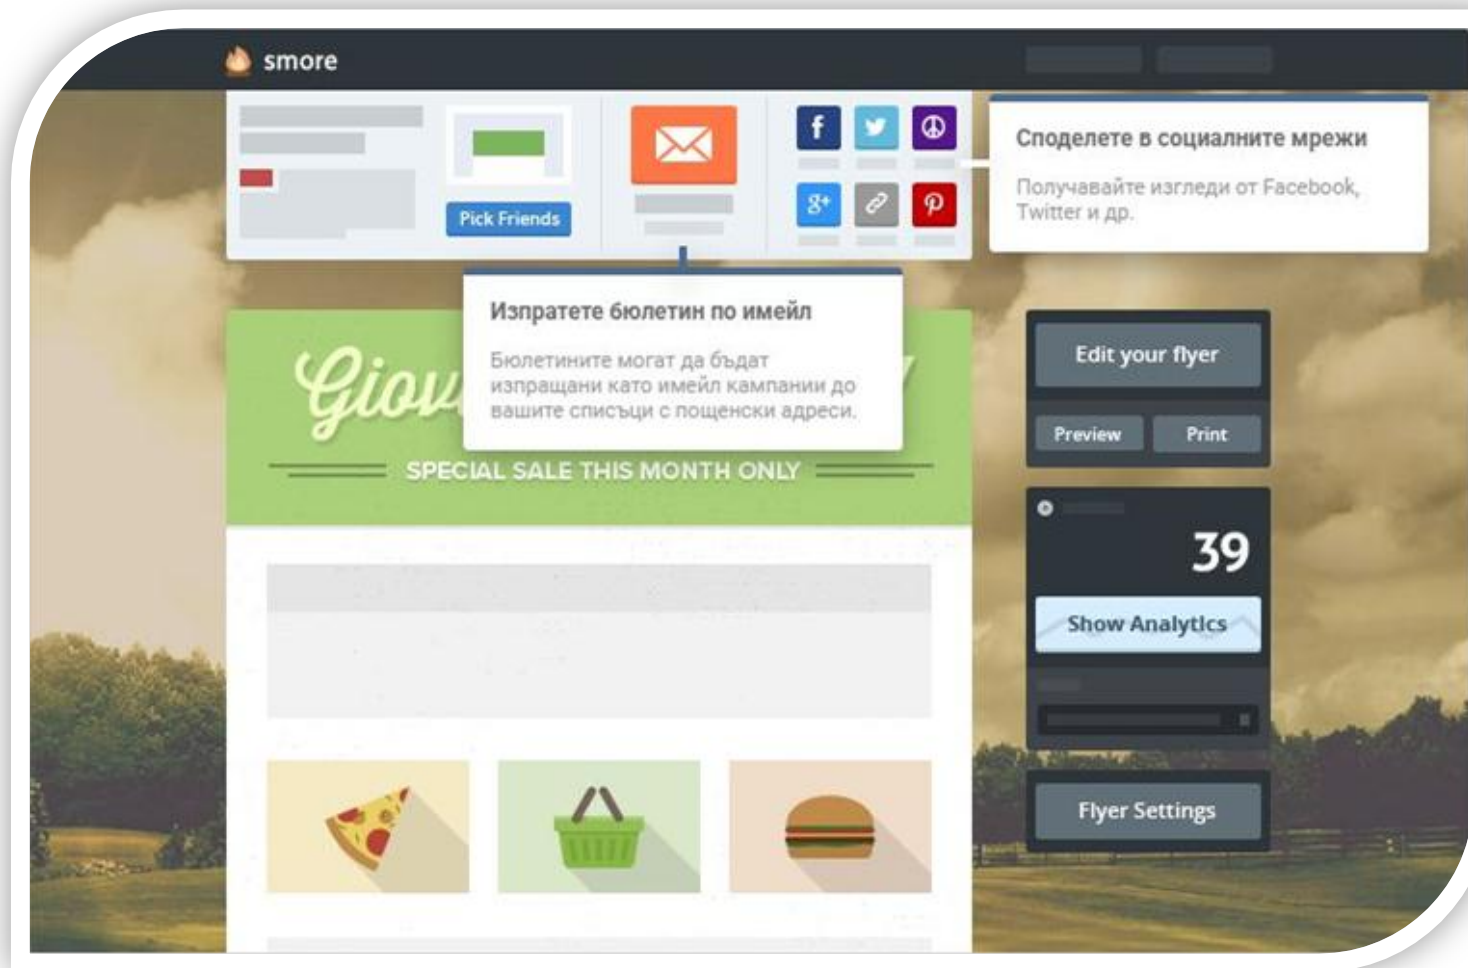 smore
Pick Friends
f
8+
Споделете в социалните мрежи
Получавайте изгледи от Facebook,
Twitter и др.
Изпратете бюлетин по имейл
Бюлетините могат да бъдат
изпращани като имейл кампании до
вашите списъци с пощенски адреси.
Giov
SPECIAL SALE THIS MONTH ONLY
Edit your flyer
Preview
Print
39
Show Analytics
Flyer Settings